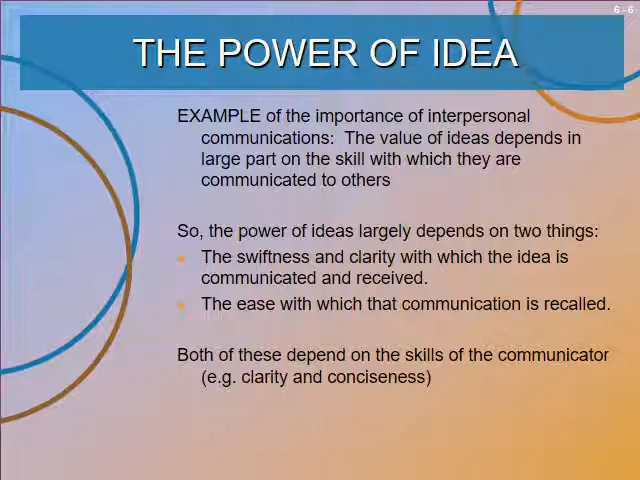 6 - 6
THE POWER OF IDEA
EXAMPLE of the importance of interpersonal
communications: The value of ideas depends in
large part on the skill with which they are
communicated to others
So, the power of ideas largely depends on two things:
The swiftness and clarity with which the idea is
communicated and received.
The ease with which that communication is recalled.
Both of these depend on the skills of the communicator
(e.g. clarity and conciseness)